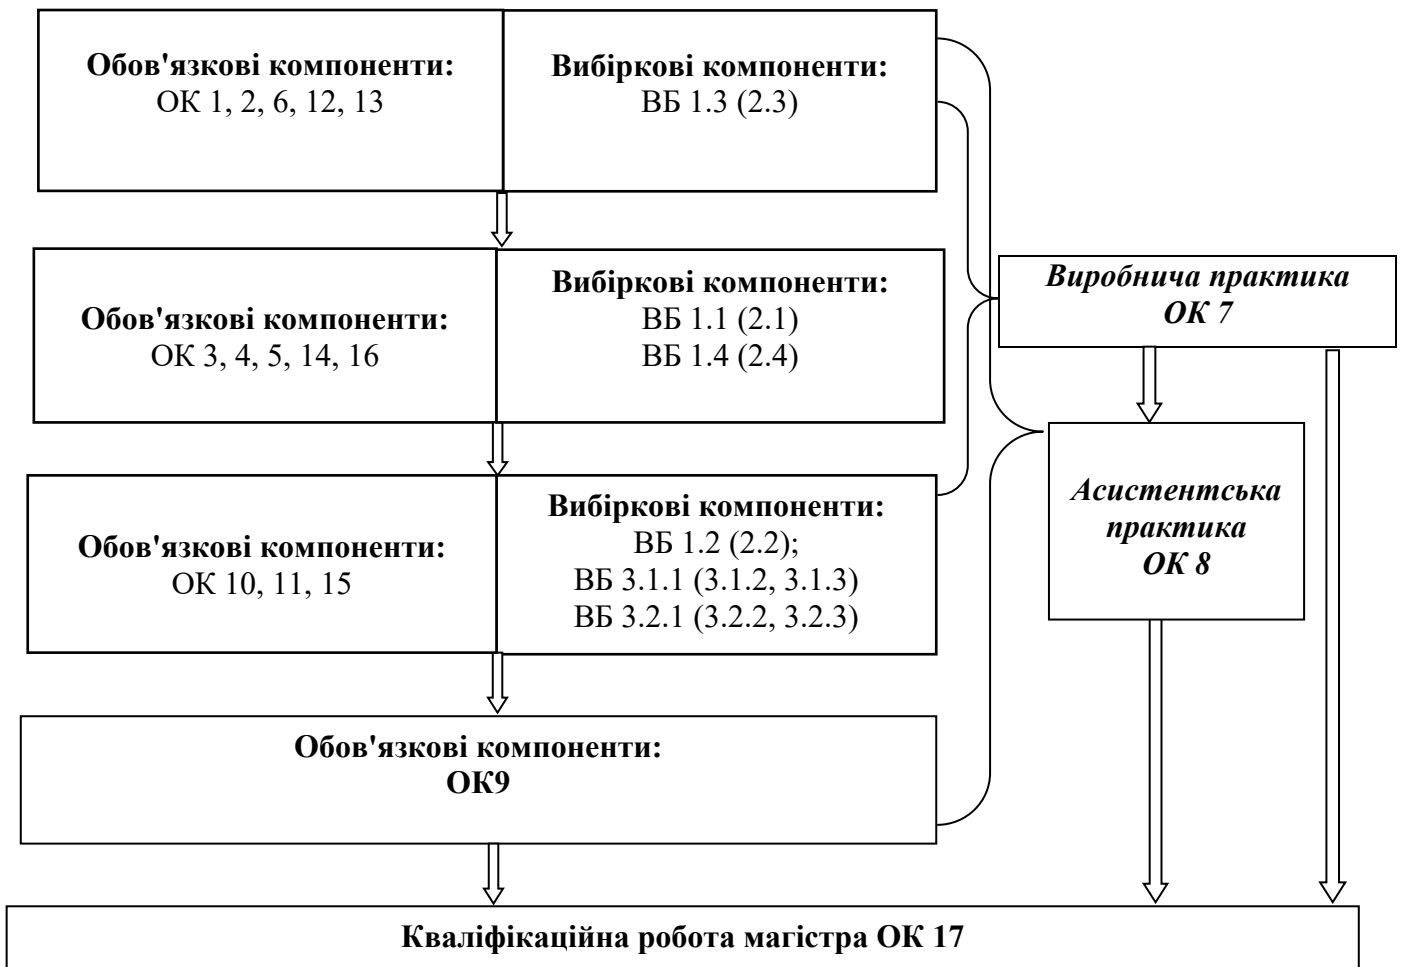 Обов'язкові компоненти:
ОК 1, 2, 6, 12, 13
Вибіркові компоненти:
ВБ 1.3 (2.3)
Обов'язкові компоненти:
ОК 3, 4, 5, 14, 16
Вибіркові компоненти:
ВБ 1.1 (2.1)
ВБ 1.4 (2.4)
Виробнича практика
ОК 7
Обов'язкові компоненти:
ОК 10, 11, 15
Вибіркові компоненти:
ВБ 1.2 (2.2);
ВБ 3.1.1 (3.1.2, 3.1.3)
ВБ 3.2.1 (3.2.2, 3.2.3)
Асистентська
практика
ОК 8
Обов'язкові компоненти:
ОК9
Кваліфікаційна робота магістра ОК 17